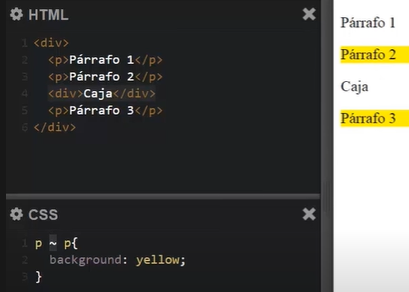 HTML
1 <div>
2 <p>Párrafo 1</p>
3 <p>Párrafo 2</p>
4 <div>Caja</div>
5 <p>Párrafo 3</p>
6 </div>
CSS
1 p ~ p{
2 background: yellow;
3 }
Párrafo 1
Párrafo 2
Caja
Párrafo 3